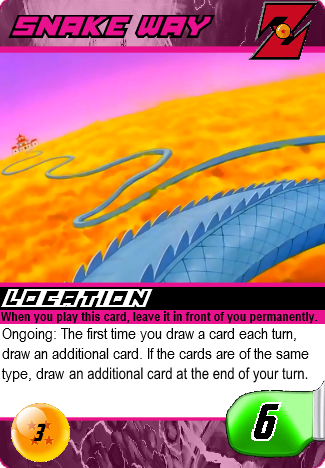 SNAKE WAY
Z
LOCATION
When you play this card, leave it in front of you permanently.
Ongoing: The first time you draw a card each turn,
draw an additional card. If the cards are of the same
type, draw an additional card at the end of your turn.
3
6